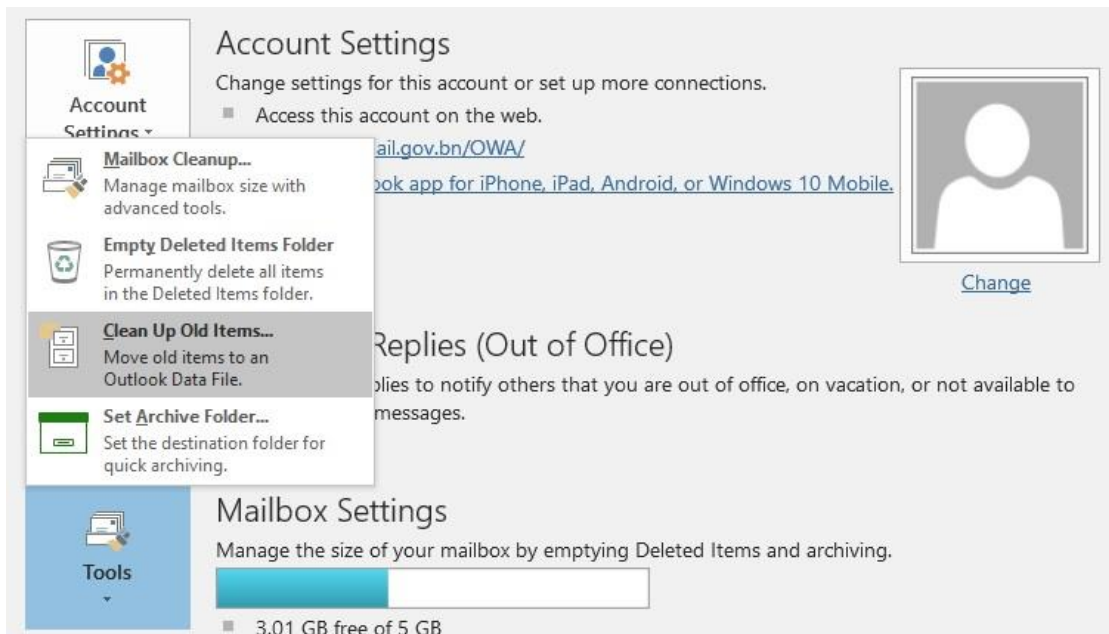 Account Settings
Change settings for this account or set up more connections.
Access this account on the web.
ail.gov.bn/OWA/
ook app for iPhone, iPad, Android, or Windows 10 Mobile.
Account
Settings
Change
Mailbox Cleanup...
Manage mailbox size with
advanced tools.
Empty Deleted Items Folder
Permanently delete all items
in the Deleted Items folder.
Clean Up Old Items...
Move old items to an
Outlook Data File.
Set Archive Folder...
Set the destination folder for
quick archiving.
Replies (Out of Office)
plies to notify others that you are out of office, on vacation, or not available to
messages.
Tools
Mailbox Settings
Manage the size of your mailbox by emptying Deleted Items and archiving.
3.01 GB free of 5 GB